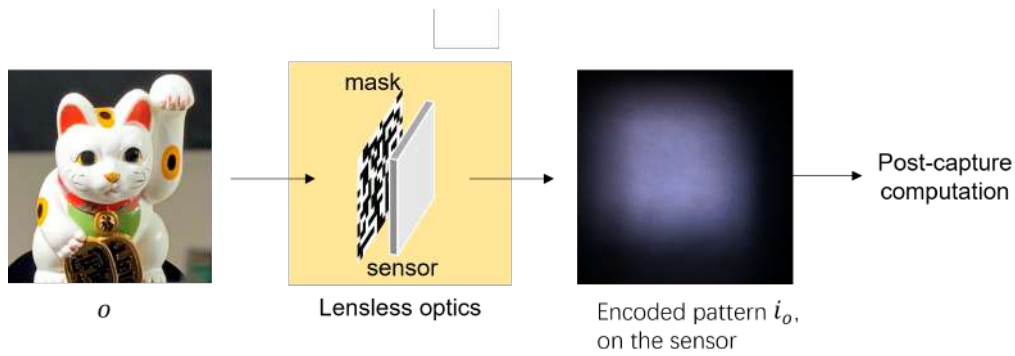 mask
sensor
o
Lensless optics
Encoded pattern i_o,
on the sensor
Post-capture
computation